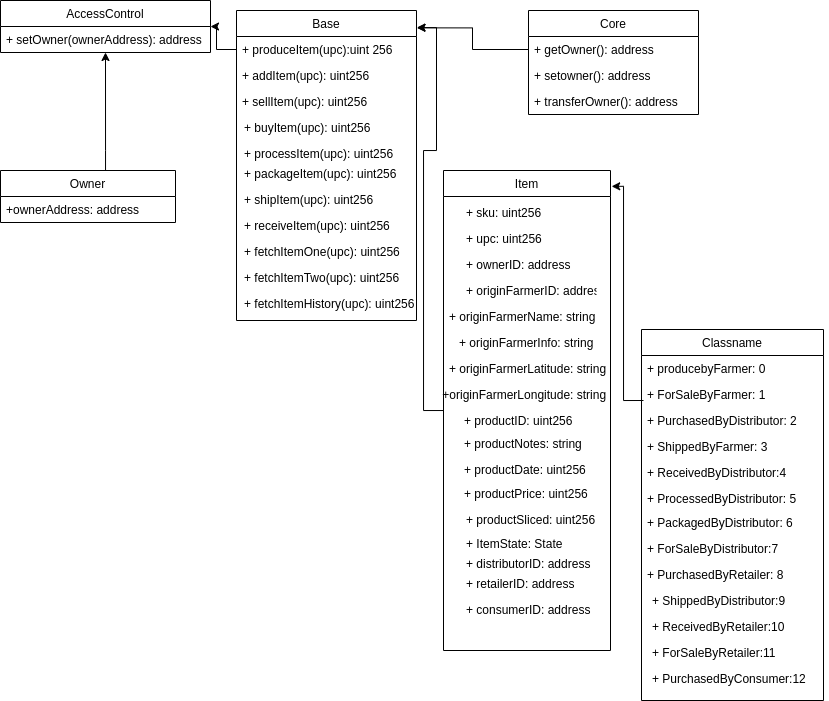 AccessControl
+ setOwner(ownerAddress): address
Owner
+ownerAddress: address
Base
+ produceItem(upc):uint 256
+ addItem(upc): uint256
+ sellItem(upc): uint256
+ buyItem(upc): uint256
+ processItem(upc): uint256
+ packageItem(upc): uint256
+ shipItem(upc): uint256
+ receiveItem(upc): uint256
+ fetchItemOne(upc): uint256
+ fetchItemTwo(upc): uint256
+ fetchItemHistory(upc): uint256
Core
+ getOwner(): address
+ setowner(): address
+ transferOwner(): address
Item
+ sku: uint256
+ upc: uint256
+ ownerID: address
+ originFarmerID: addres
+ originFarmerName: string
+ originFarmerInfo: string
+ originFarmerLatitude: string
+originFarmerLongitude: string
+ productID: uint256
+ productNotes: string
+ productDate: uint256
+ productPrice: uint256
+ productSliced: uint256
+ ItemState: State
+ distributorID: address
+ retailerID: address
+ consumerID: address
Classname
+ producebyFarmer: 0
+ ForSaleByFarmer: 1
+ PurchasedByDistributor: 2
+ ShippedByFarmer: 3
+ ReceivedByDistributor:4
+ ProcessedByDistributor: 5
+ PackagedByDistributor: 6
+ ForSaleByDistributor:7
+ PurchasedByRetailer: 8
+ ShippedByDistributor:9
+ ReceivedByRetailer:10
+ ForSaleByRetailer:11
+ PurchasedByConsumer:12